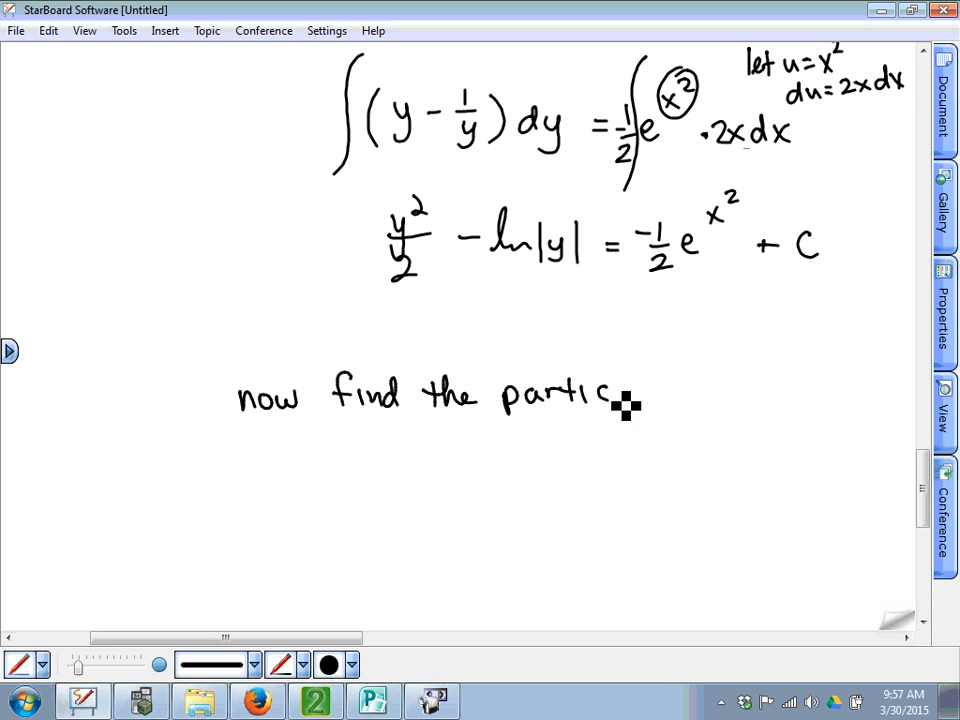 StarBoard Software [Untitled]
File Edit View Tools Insert Topic Conference Settings Help
let u = x²
du = 2x dx
∫ (y - 1/y) dy = -1/2 ∫ e^x² · 2x dx
y²/2 - ln|y| = -1/2 e^x² + C
now find the partic
Document
Gallery
Properties
View
Conference
9:57 AM
3/30/2015